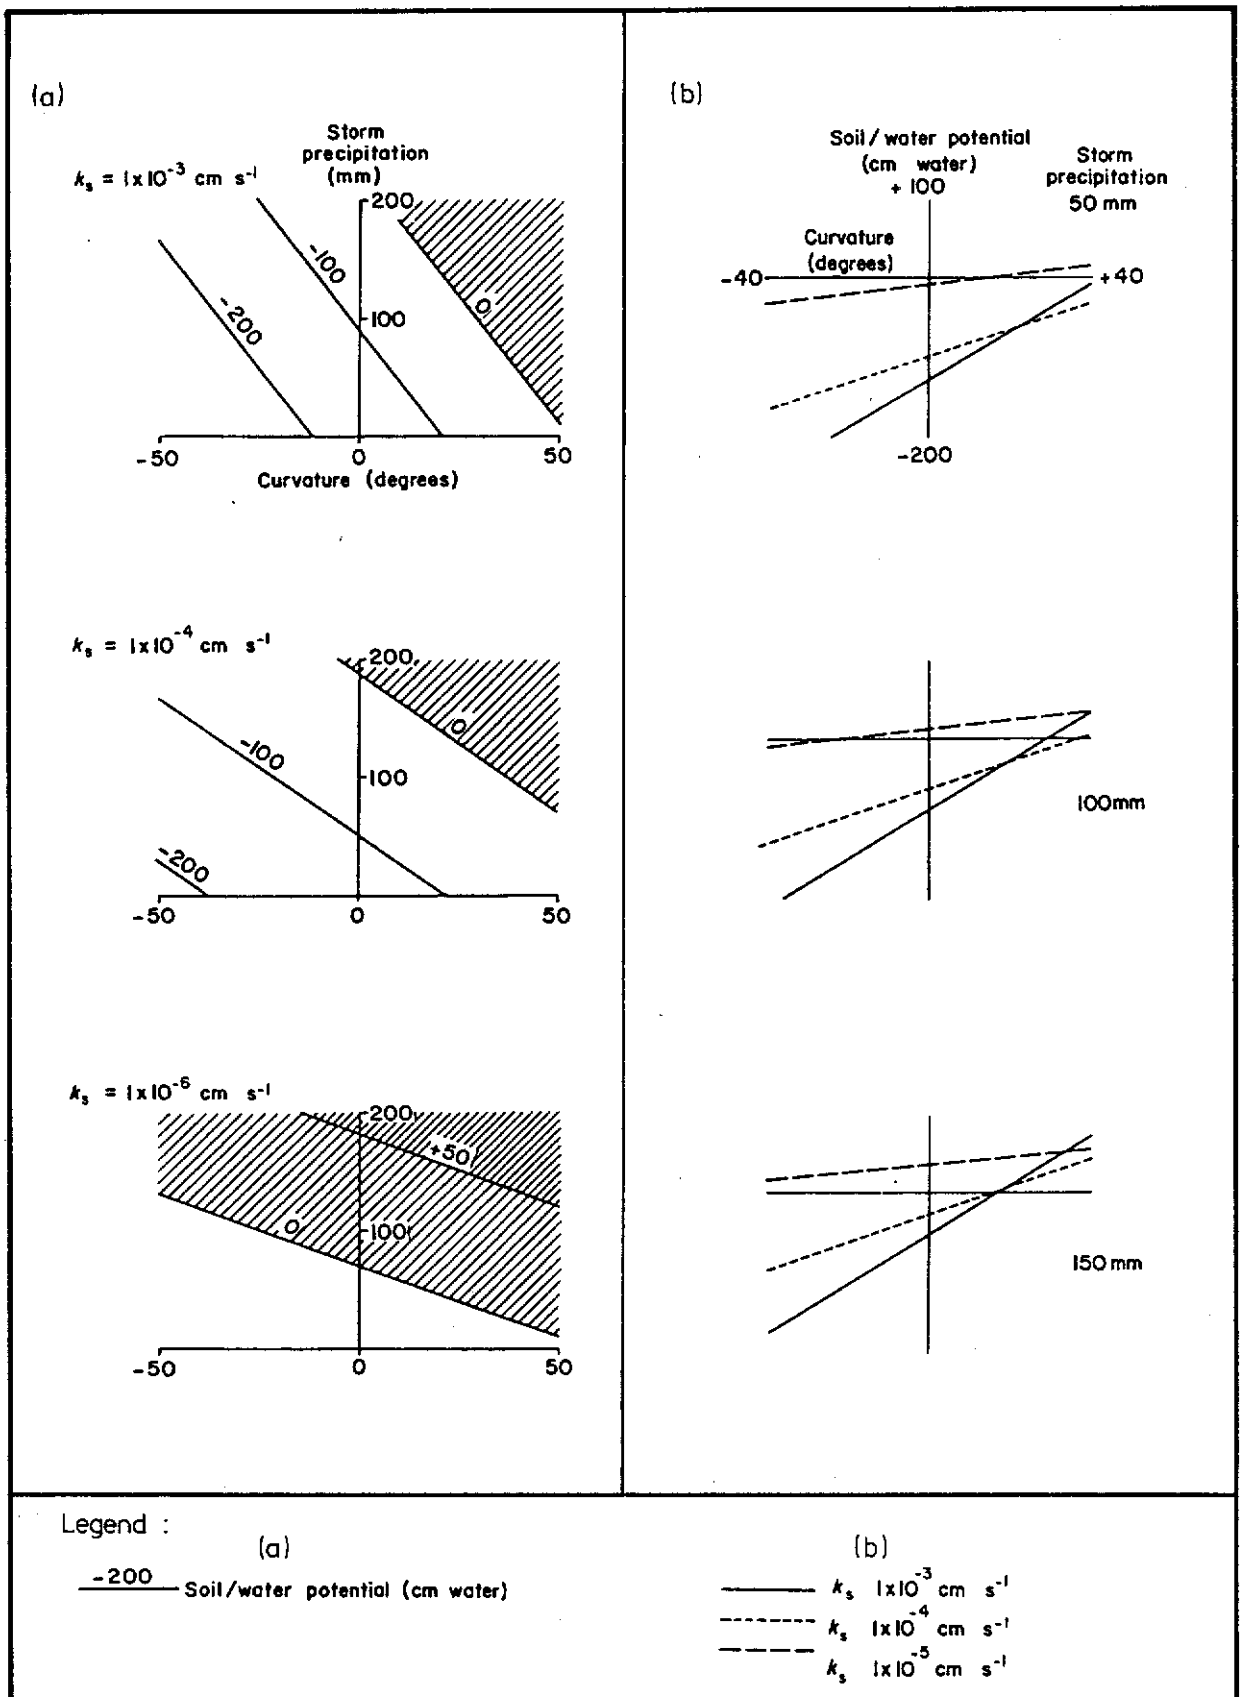 (a)
Storm
precipitation
(mm)
k_s = 1x10^-3 cm s^-1
200
-100
-200
100
0
-50
0
50
Curvature (degrees)
k_s = 1x10^-4 cm s^-1
200
0
-100
100
-200
-50
0
50
k_s = 1x10^-6 cm s^-1
200
+50
0
100
-50
0
50
(b)
Soil/water potential
(cm water)
+ 100
Storm
precipitation
50 mm
Curvature
(degrees)
-40
+40
-200
100mm
150mm
Legend :
(a)
-200
Soil/water potential (cm water)
(b)
k_s 1x10^-3 cm s^-1
k_s 1x10^-4 cm s^-1
k_s 1x10^-5 cm s^-1